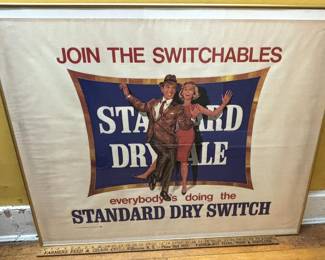 JOIN THE SWITCHABLES
STANDARD
DRY ALE
everybody's doing the
STANDARD DRY SWITCH